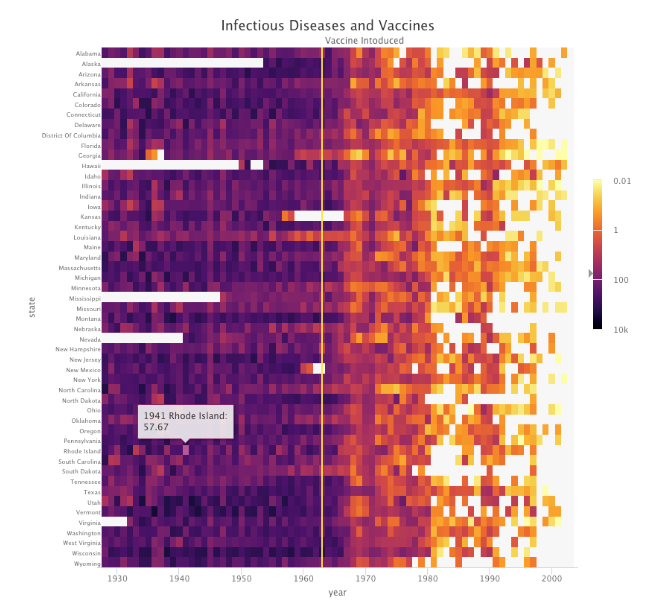 Infectious Diseases and Vaccines
Vaccine Intoduced
Alabama
Alaska
Arizona
Arkansas
California
Colorado
Connecticut
Delaware
District Of Columbia
Florida
Georgia
Hawaii
Idaho
Illinois
Indiana
Iowa
Kansas
Kentucky
Louisiana
Maine
Maryland
Massachusetts
Michigan
Minnesota
Mississippi
Missouri
Montana
Nebraska
Nevada
New Hampshire
New Jersey
New Mexico
New York
North Carolina
North Dakota
Ohio
Oklahoma
Oregon
Pennsylvania
Rhode Island
South Carolina
South Dakota
Tennessee
Texas
Utah
Vermont
Virginia
Washington
West Virginia
Wisconsin
Wyoming
state
1941 Rhode Island:
57.67
0.01
1
100
10k
1930 1940 1950 1960 1970 1980 1990 2000
year